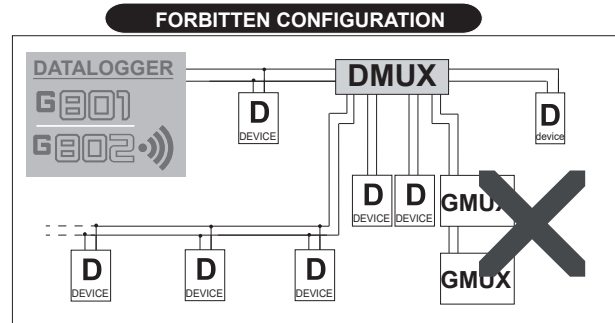 FORBITTEN CONFIGURATION
DATALOGGER
G801
G802
DMUX
D
DEVICE
D
device
D
DEVICE
D
DEVICE
GMUX
GMUX
D
DEVICE
D
DEVICE
D
DEVICE